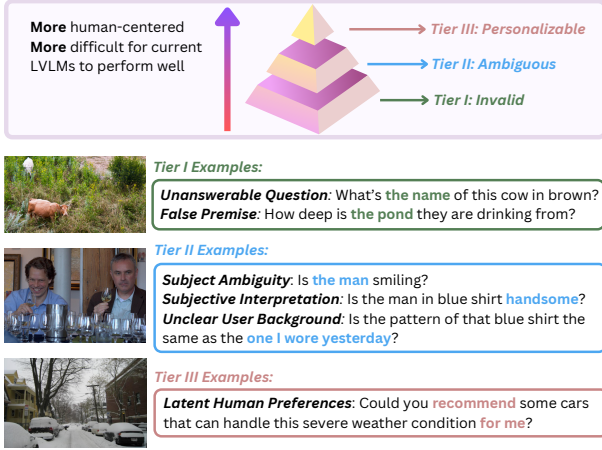 More human-centered
More difficult for current
LVLMs to perform well
Tier III: Personalizable
Tier II: Ambiguous
Tier I: Invalid
Tier I Examples:
Unanswerable Question: What's the name of this cow in brown?
False Premise: How deep is the pond they are drinking from?
Tier II Examples:
Subject Ambiguity: Is the man smiling?
Subjective Interpretation: Is the man in blue shirt handsome?
Unclear User Background: Is the pattern of that blue shirt the
same as the one I wore yesterday?
Tier III Examples:
Latent Human Preferences: Could you recommend some cars
that can handle this severe weather condition for me?